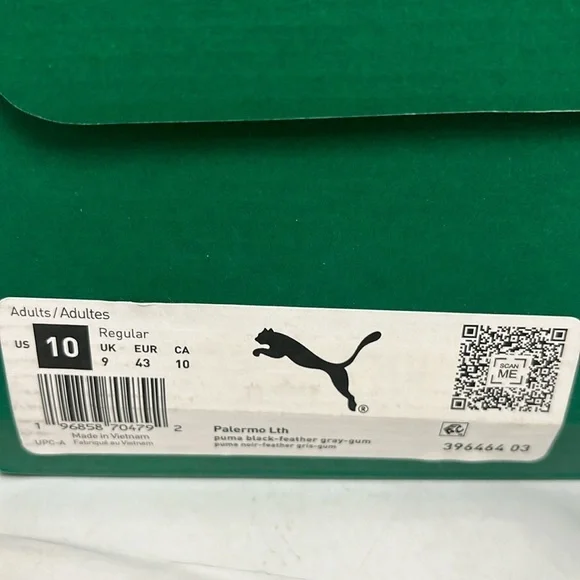 Adults/Adultes
Regular
US 10 UK EUR CA
9 43 10
SCAN ME
®
1 96858 70479 2
UPC-A
Made in Vietnam
Fabriqué au Vietnam
Palermo Lth
puma black-feather gray-gum
puma noir-feather gris-gum
396464 03